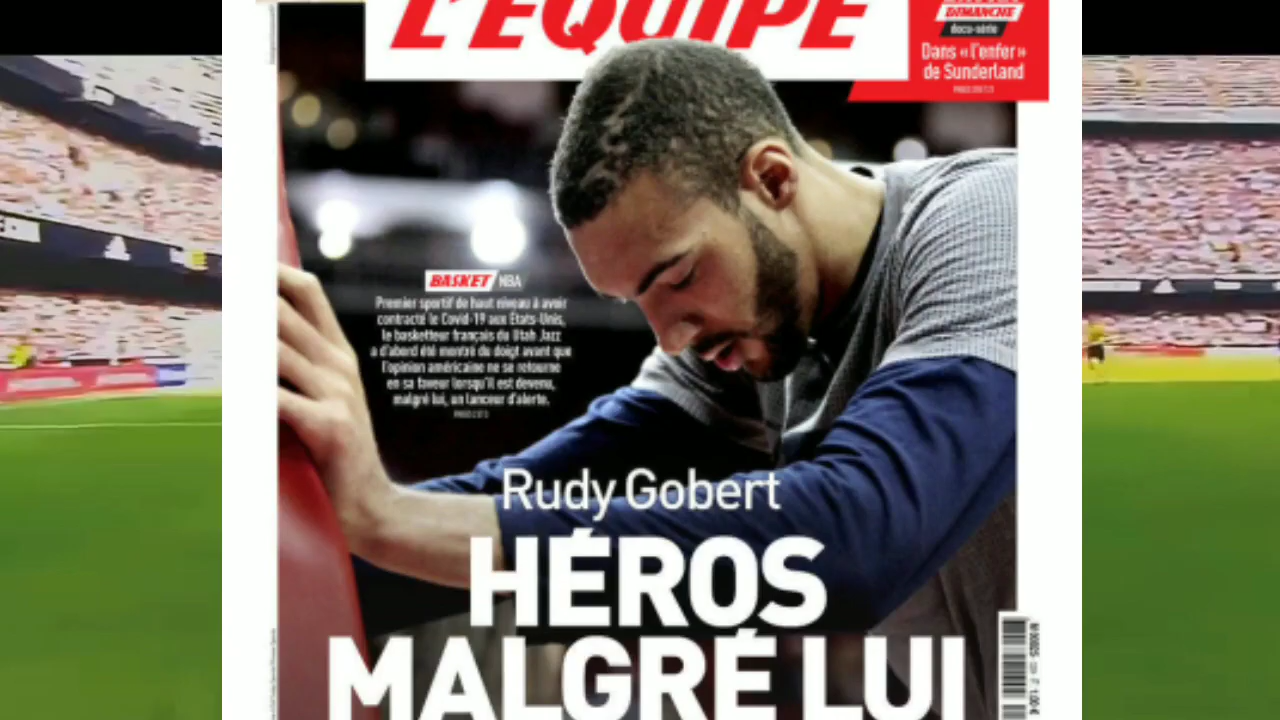 L'ÉQUIPE
DIMANCHE
docu-série
Dans «l'enfer»
de Sunderland
BASKET NBA
Premier sportif de haut niveau à avoir
contracté le Covid-19 aux États-Unis,
le basketteur français du Utah Jazz
a d'abord été montré du doigt avant que
l'opinion américaine ne se retourne
en sa faveur lorsqu'il est devenu,
malgré lui, un lanceur d'alerte.
Rudy Gobert
HÉROS
MALGRÉ LUI